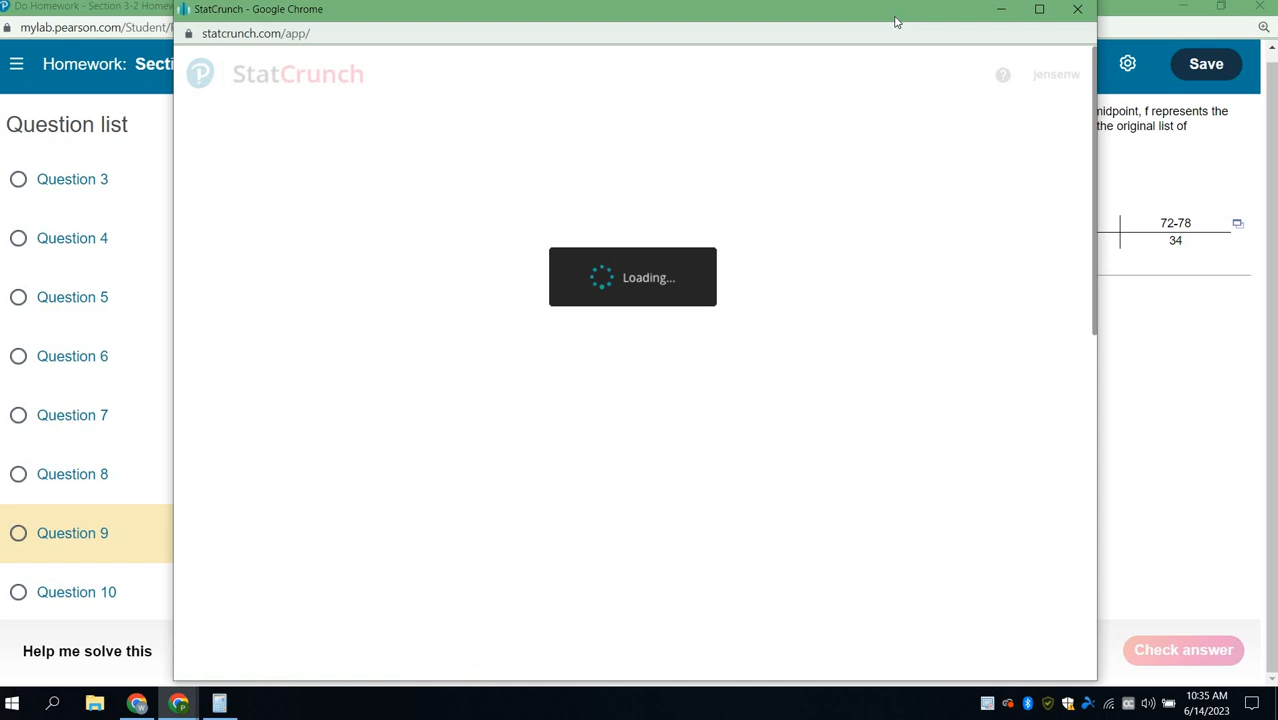 Do Homework - Section 3-2 Homew
StatCrunch - Google Chrome
mylab.pearson.com/Student/
statcrunch.com/app/
Homework: Secti
StatCrunch
jensenw
Save
Question list
midpoint, f represents the
the original list of
Question 3
72-78
34
Question 4
Loading...
Question 5
Question 6
Question 7
Question 8
Question 9
Question 10
Help me solve this
Check answer
10:35 AM
6/14/2023